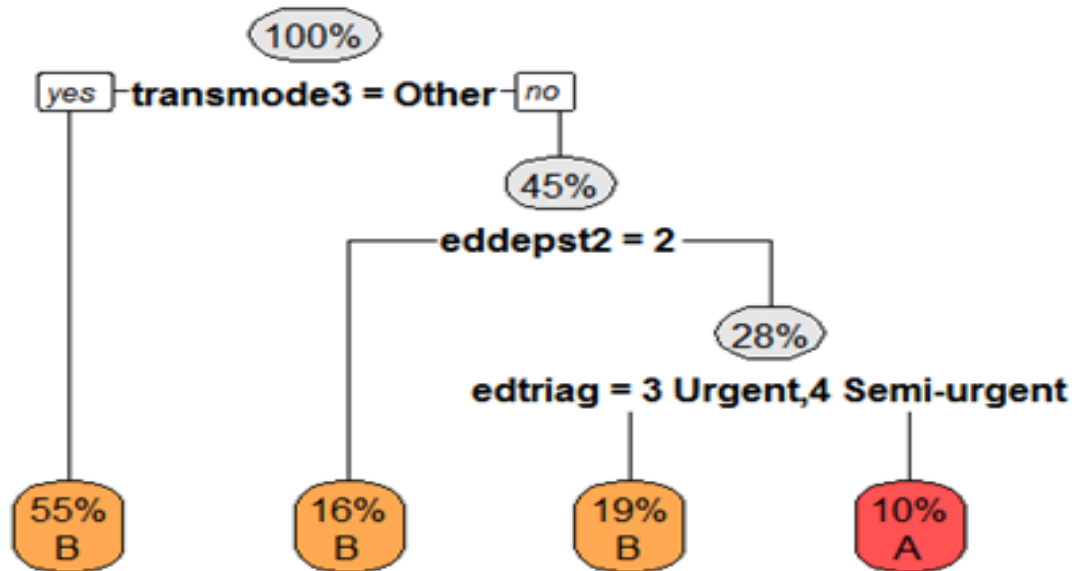 100%
yes transmode3 = Other no
45%
eddepst2 = 2
28%
edtriag = 3 Urgent,4 Semi-urgent
55% 16% 19% 10%
B B B A